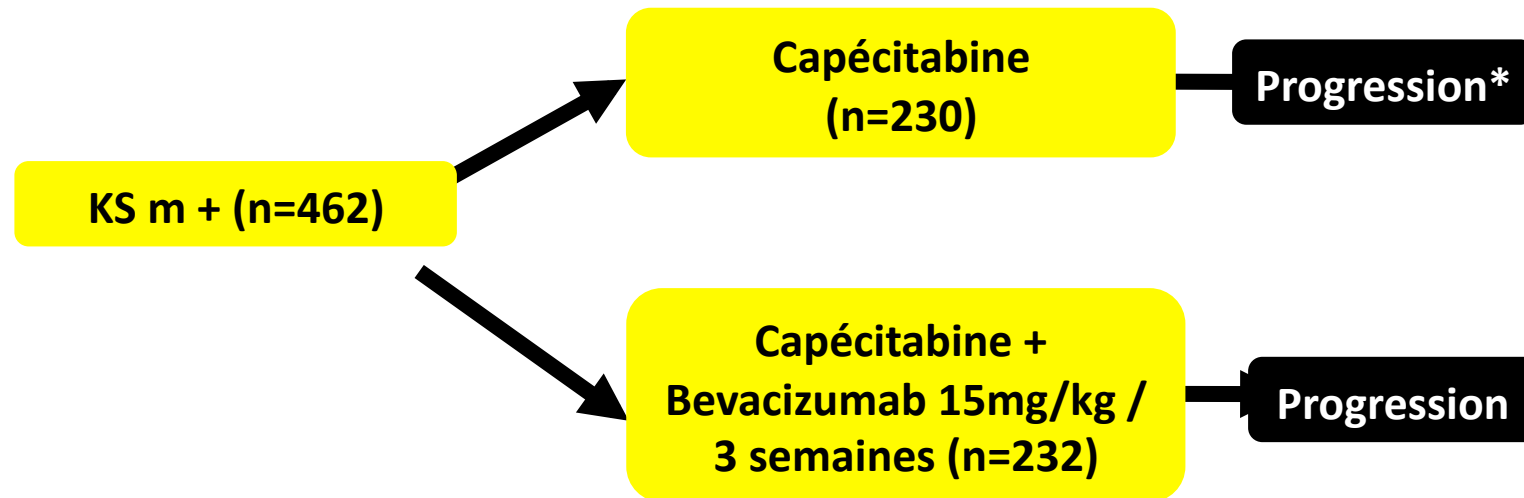 KS m + (n=462)
Capécitabine
(n=230)
Progression*
Capécitabine +
Bevacizumab 15mg/kg /
3 semaines (n=232)
Progression